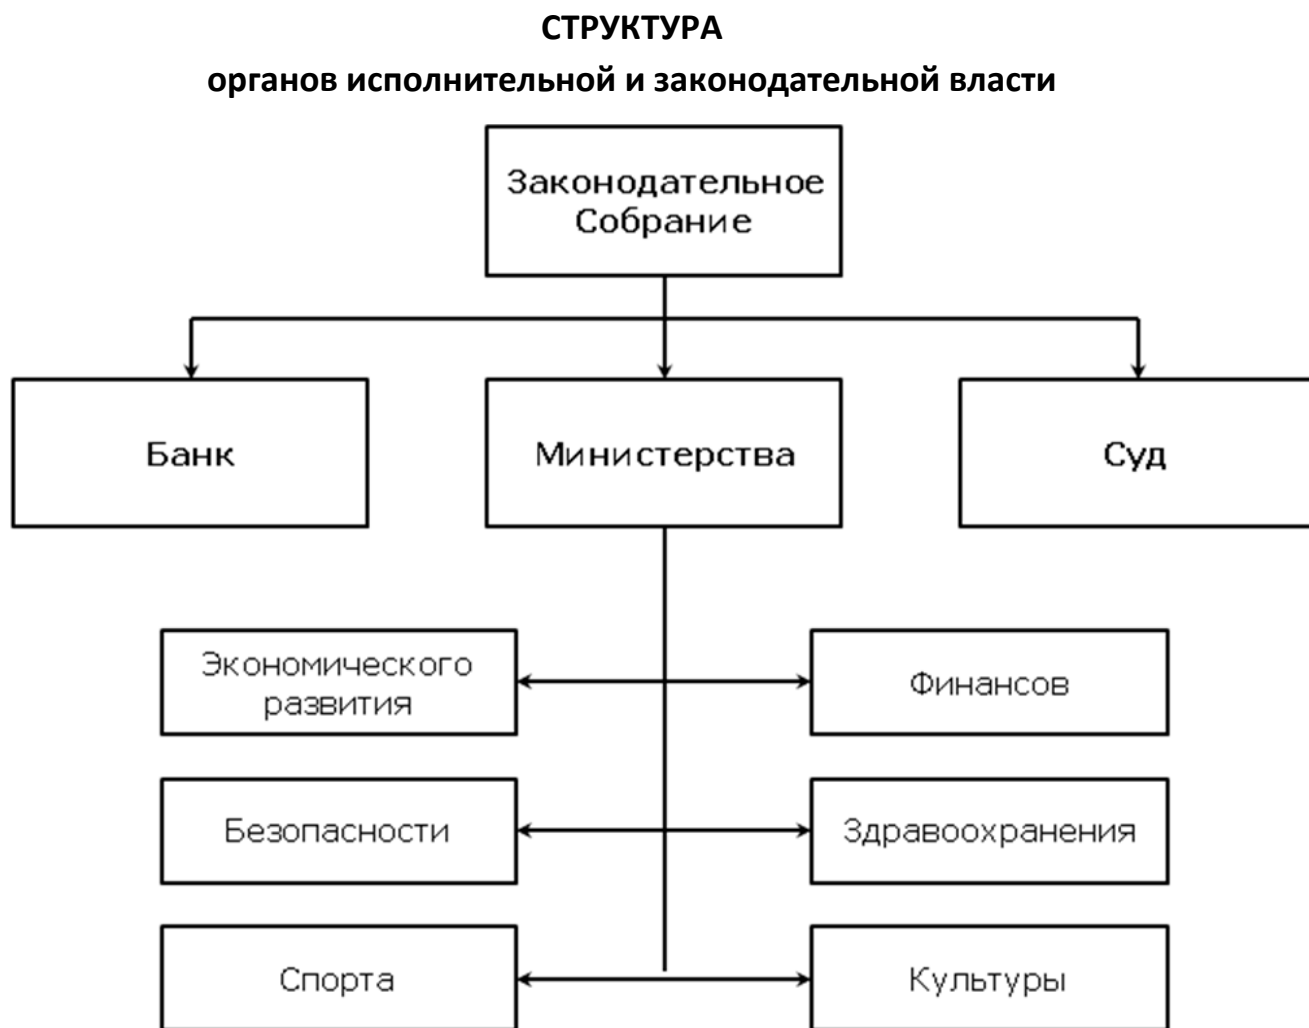 СТРУКТУРА
органов исполнительной и законодательной власти
Законодательное
Собрание
Банк
Министерства
Суд
Экономического
развития
Финансов
Безопасности
Здравоохранения
Спорта
Культуры